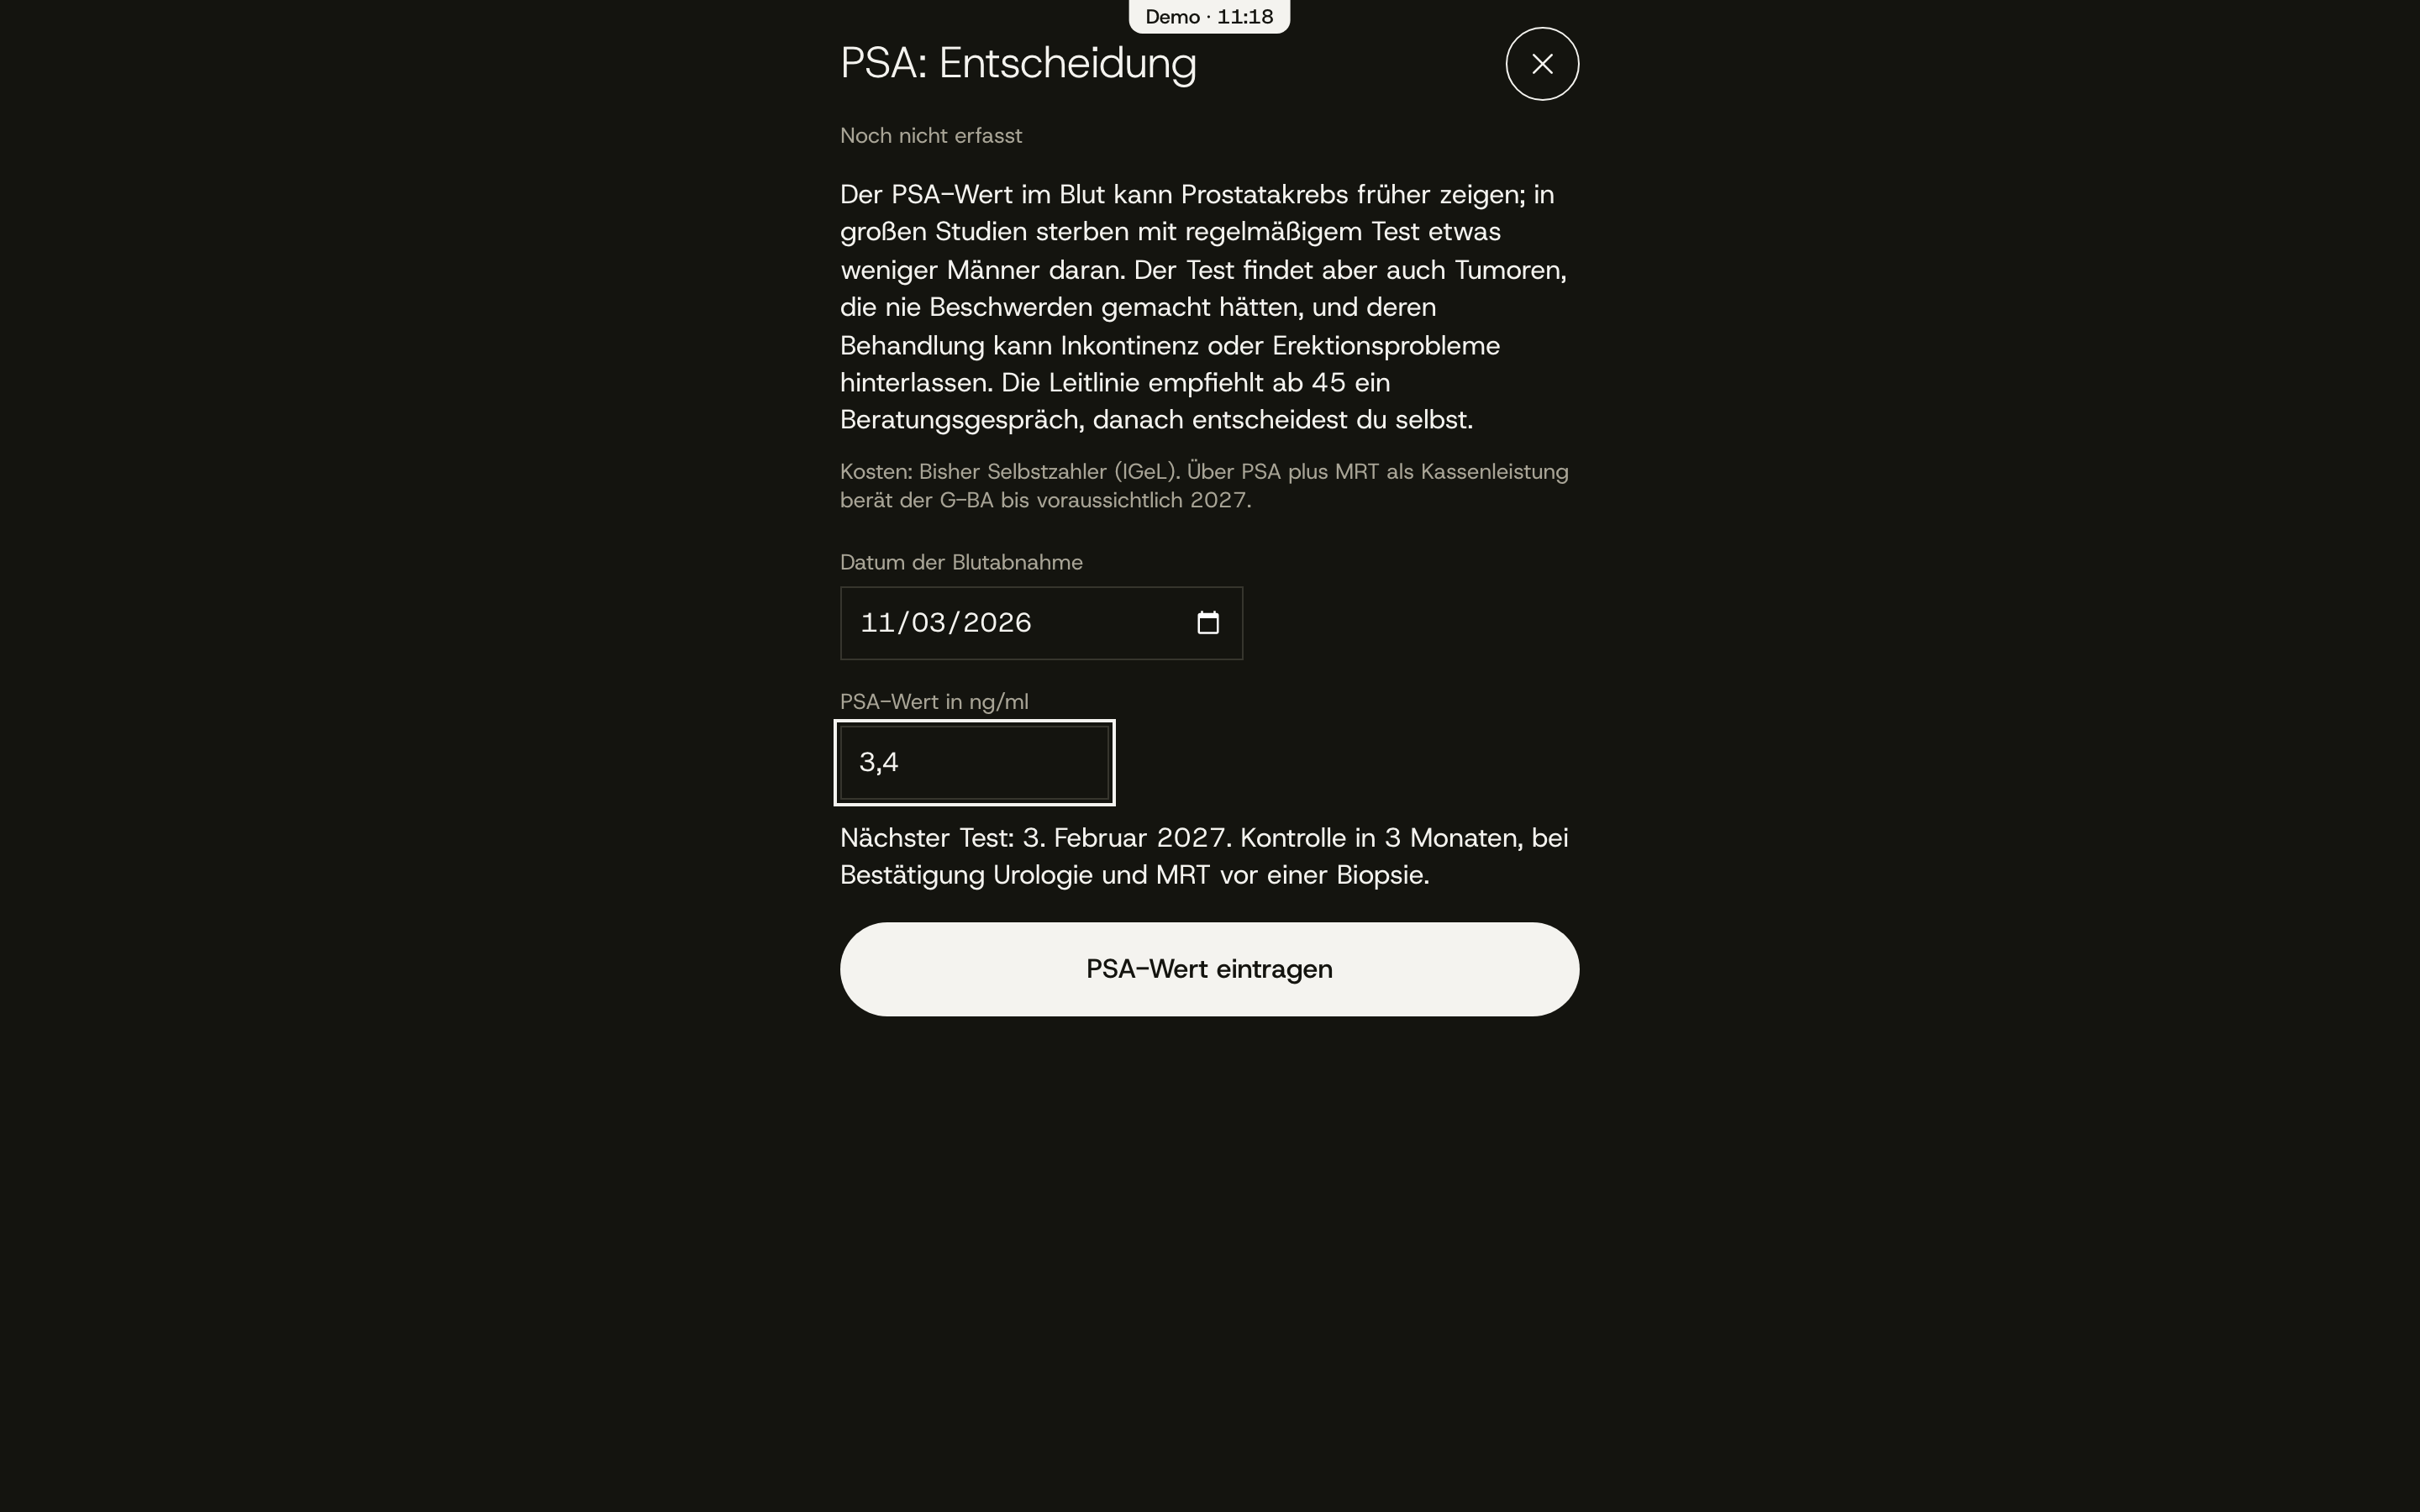 Demo · 11:18
PSA: Entscheidung
Noch nicht erfasst
Der PSA-Wert im Blut kann Prostatakrebs früher zeigen; in
großen Studien sterben mit regelmäßigem Test etwas
weniger Männer daran. Der Test findet aber auch Tumoren,
die nie Beschwerden gemacht hätten, und deren
Behandlung kann Inkontinenz oder Erektionsprobleme
hinterlassen. Die Leitlinie empfiehlt ab 45 ein
Beratungsgespräch, danach entscheidest du selbst.
Kosten: Bisher Selbstzahler (IGeL). Über PSA plus MRT als Kassenleistung
berät der G-BA bis voraussichtlich 2027.
Datum der Blutabnahme
11/03/2026
PSA-Wert in ng/ml
3,4
Nächster Test: 3. Februar 2027. Kontrolle in 3 Monaten, bei
Bestätigung Urologie und MRT vor einer Biopsie.
PSA-Wert eintragen